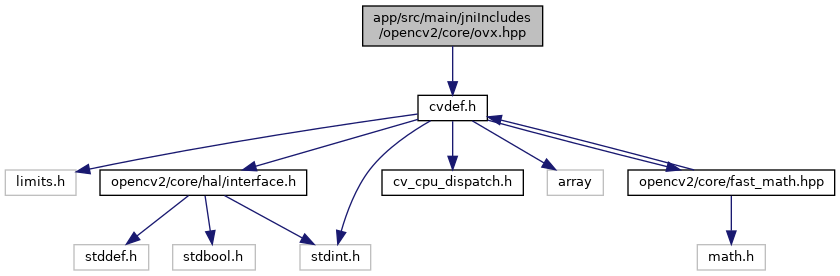 app/src/main/jniIncludes
/opencv2/core/ovx.hpp
cvdef.h
limits.h
opencv2/core/hal/interface.h
cv_cpu_dispatch.h
array
opencv2/core/fast_math.hpp
stddef.h
stdbool.h
stdint.h
math.h